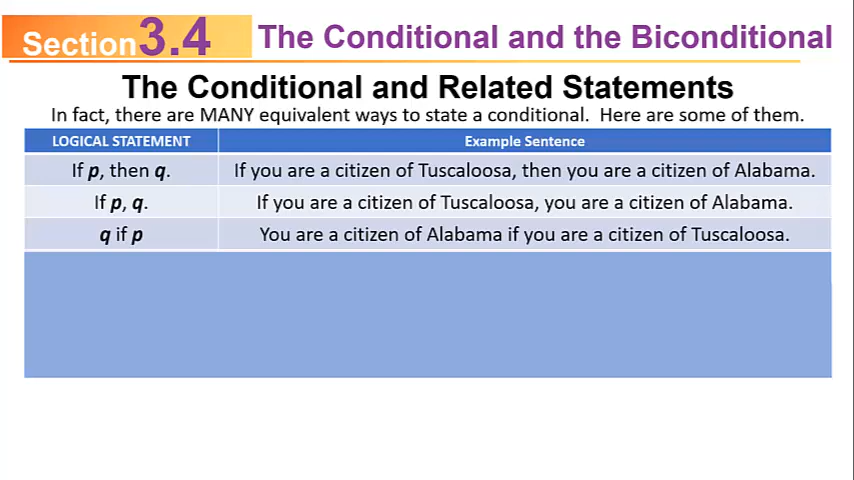 Section 3.4 The Conditional and the Biconditional
The Conditional and Related Statements
In fact, there are MANY equivalent ways to state a conditional. Here are some of them.
LOGICAL STATEMENT Example Sentence
If p, then q. If you are a citizen of Tuscaloosa, then you are a citizen of Alabama.
If p, q. If you are a citizen of Tuscaloosa, you are a citizen of Alabama.
q if p You are a citizen of Alabama if you are a citizen of Tuscaloosa.